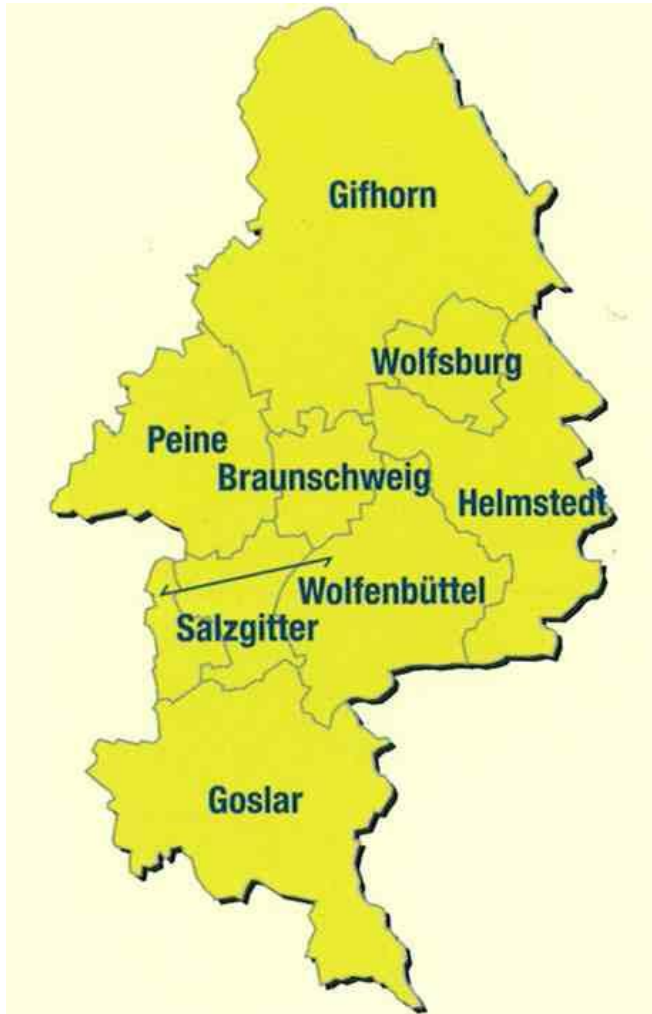 Gifhorn
Wolfsburg
Peine
Braunschweig
Helmstedt
Wolfenbüttel
Salzgitter
Goslar